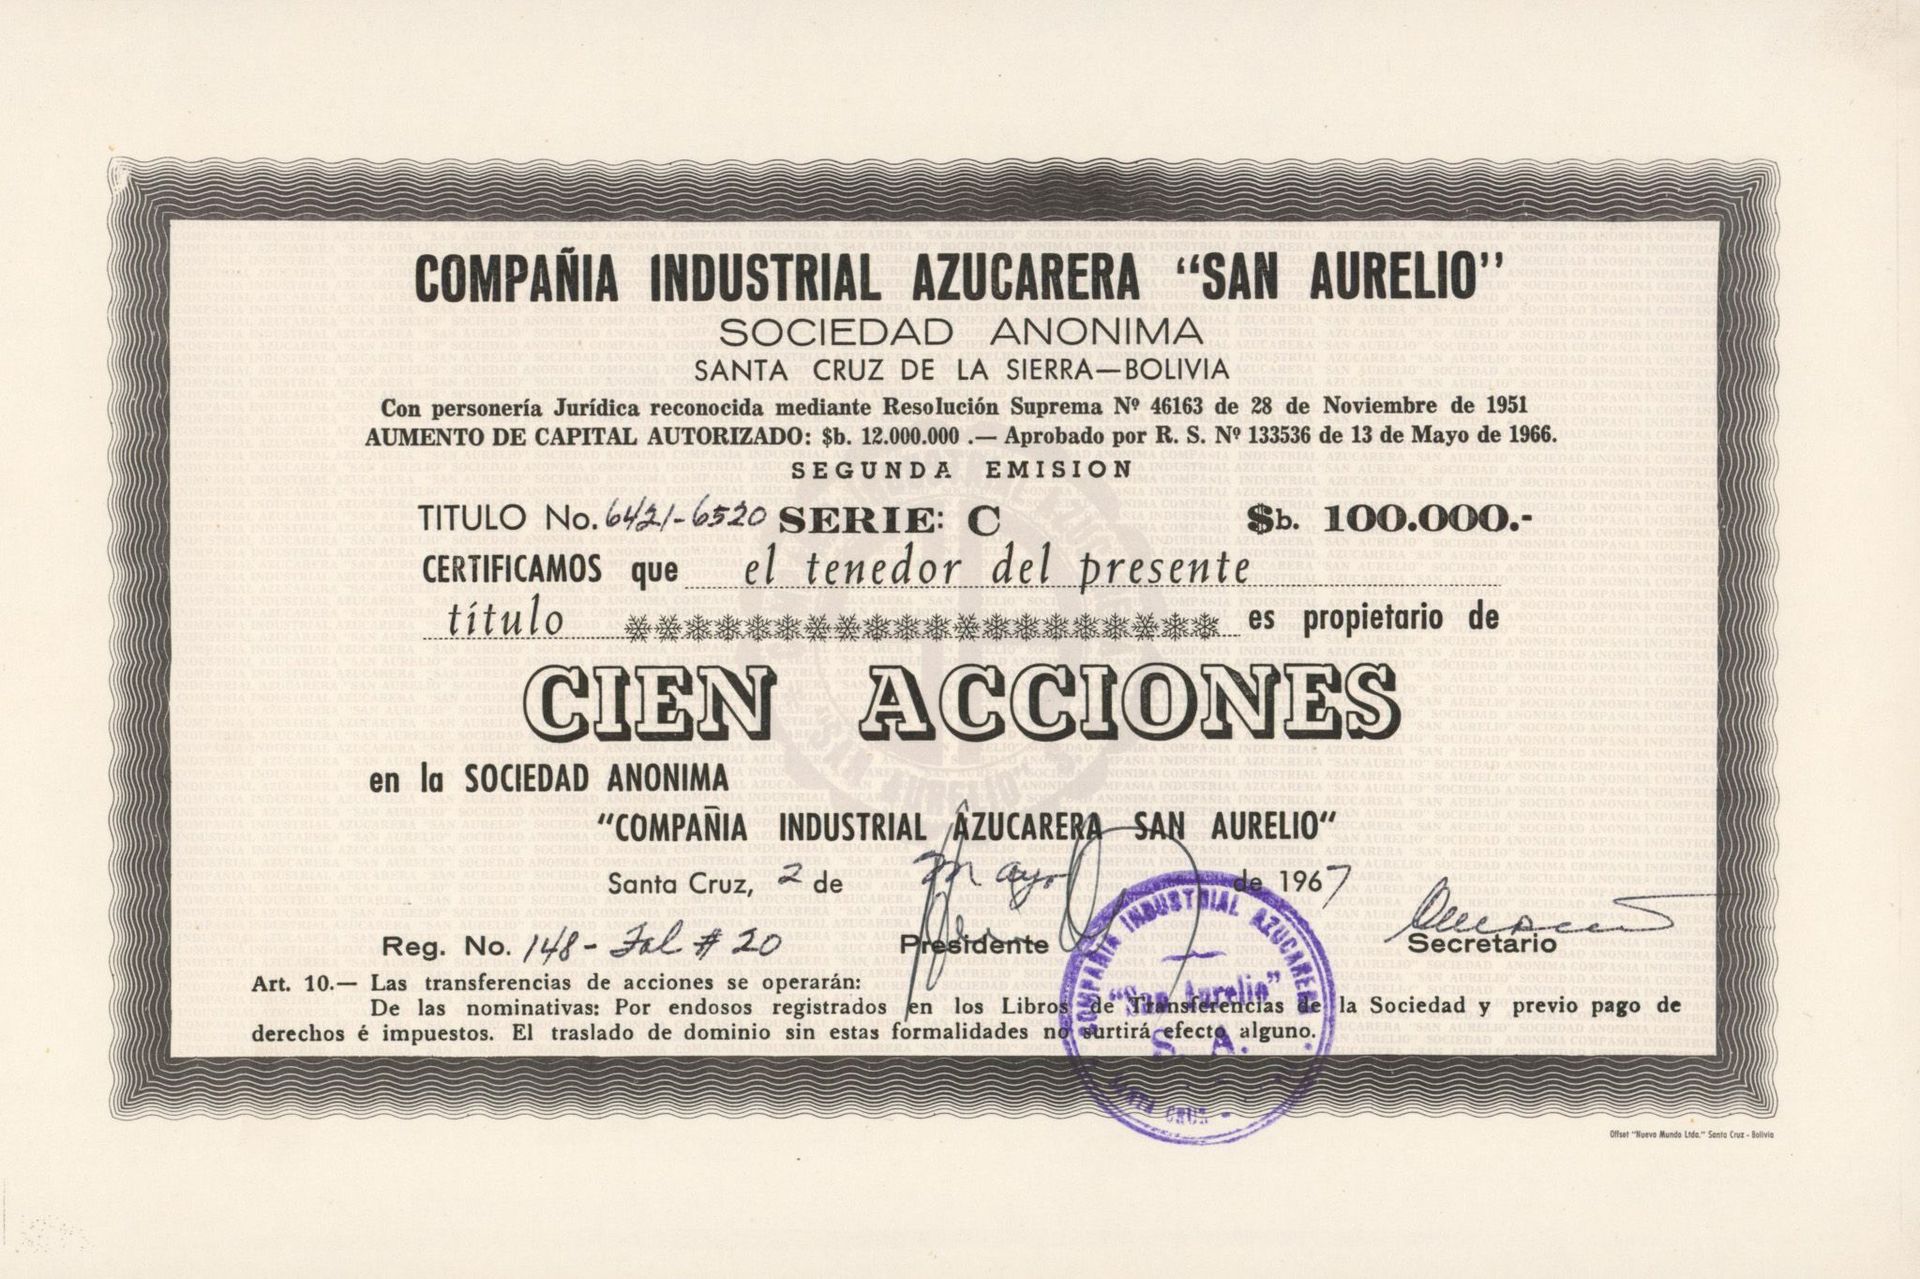 COMPAÑIA INDUSTRIAL AZUCARERA “SAN AURELIO”
SOCIEDAD ANONIMA
SANTA CRUZ DE LA SIERRA—BOLIVIA
Con personería Jurídica reconocida mediante Resolución Suprema Nº 46163 de 28 de Noviembre de 1951
AUMENTO DE CAPITAL AUTORIZADO: $b. 12.000.000 .— Aprobado por R. S. Nº 133536 de 13 de Mayo de 1966.
SEGUNDA EMISION
TITULO No. 6421-6520 SERIE: C $b. 100.000.-
CERTIFICAMOS que el tenedor del presente
título es propietario de
CIEN ACCIONES
en la SOCIEDAD ANONIMA
“COMPAÑIA INDUSTRIAL AZUCARERA SAN AURELIO“
Santa Cruz, 2 de Mayo de 1967
Reg. No. 148 - Fol # 20 Presidente Secretario
Art. 10.— Las transferencias de acciones se operarán:
De las nominativas: Por endosos registrados en los Libros de Transferencias de la Sociedad y previo pago de
derechos é impuestos. El traslado de dominio sin estas formalidades no surtirá efecto alguno.
COMPAÑIA INDUSTRIAL AZUCARERA
“San Aurelio”
S. A.
SANTA CRUZ -
Offset “Nuevo Mundo Ltda.” Santa Cruz - Bolivia